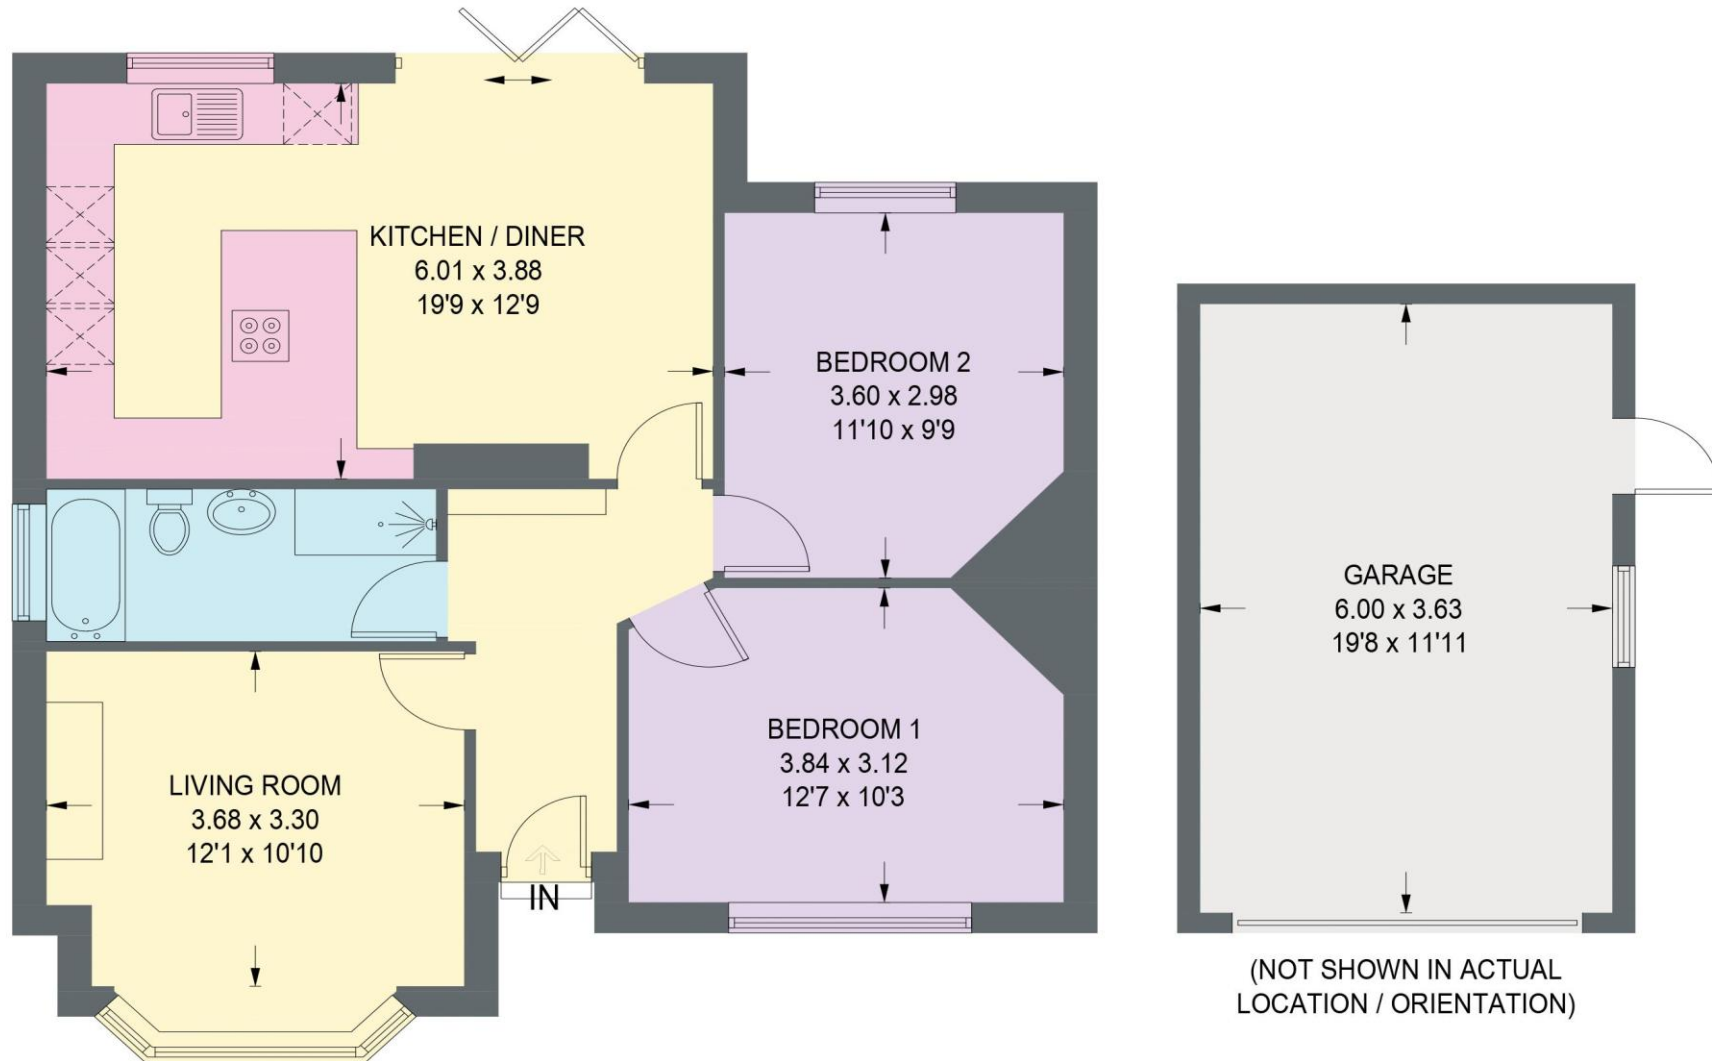 KITCHEN / DINER
6.01 x 3.88
19'9 x 12'9
BEDROOM 2
3.60 x 2.98
11'10 x 9'9
GARAGE
6.00 x 3.63
19'8 x 11'11
BEDROOM 1
3.84 x 3.12
12'7 x 10'3
LIVING ROOM
3.68 x 3.30
12'1 x 10'10
IN
(NOT SHOWN IN ACTUAL
LOCATION / ORIENTATION)